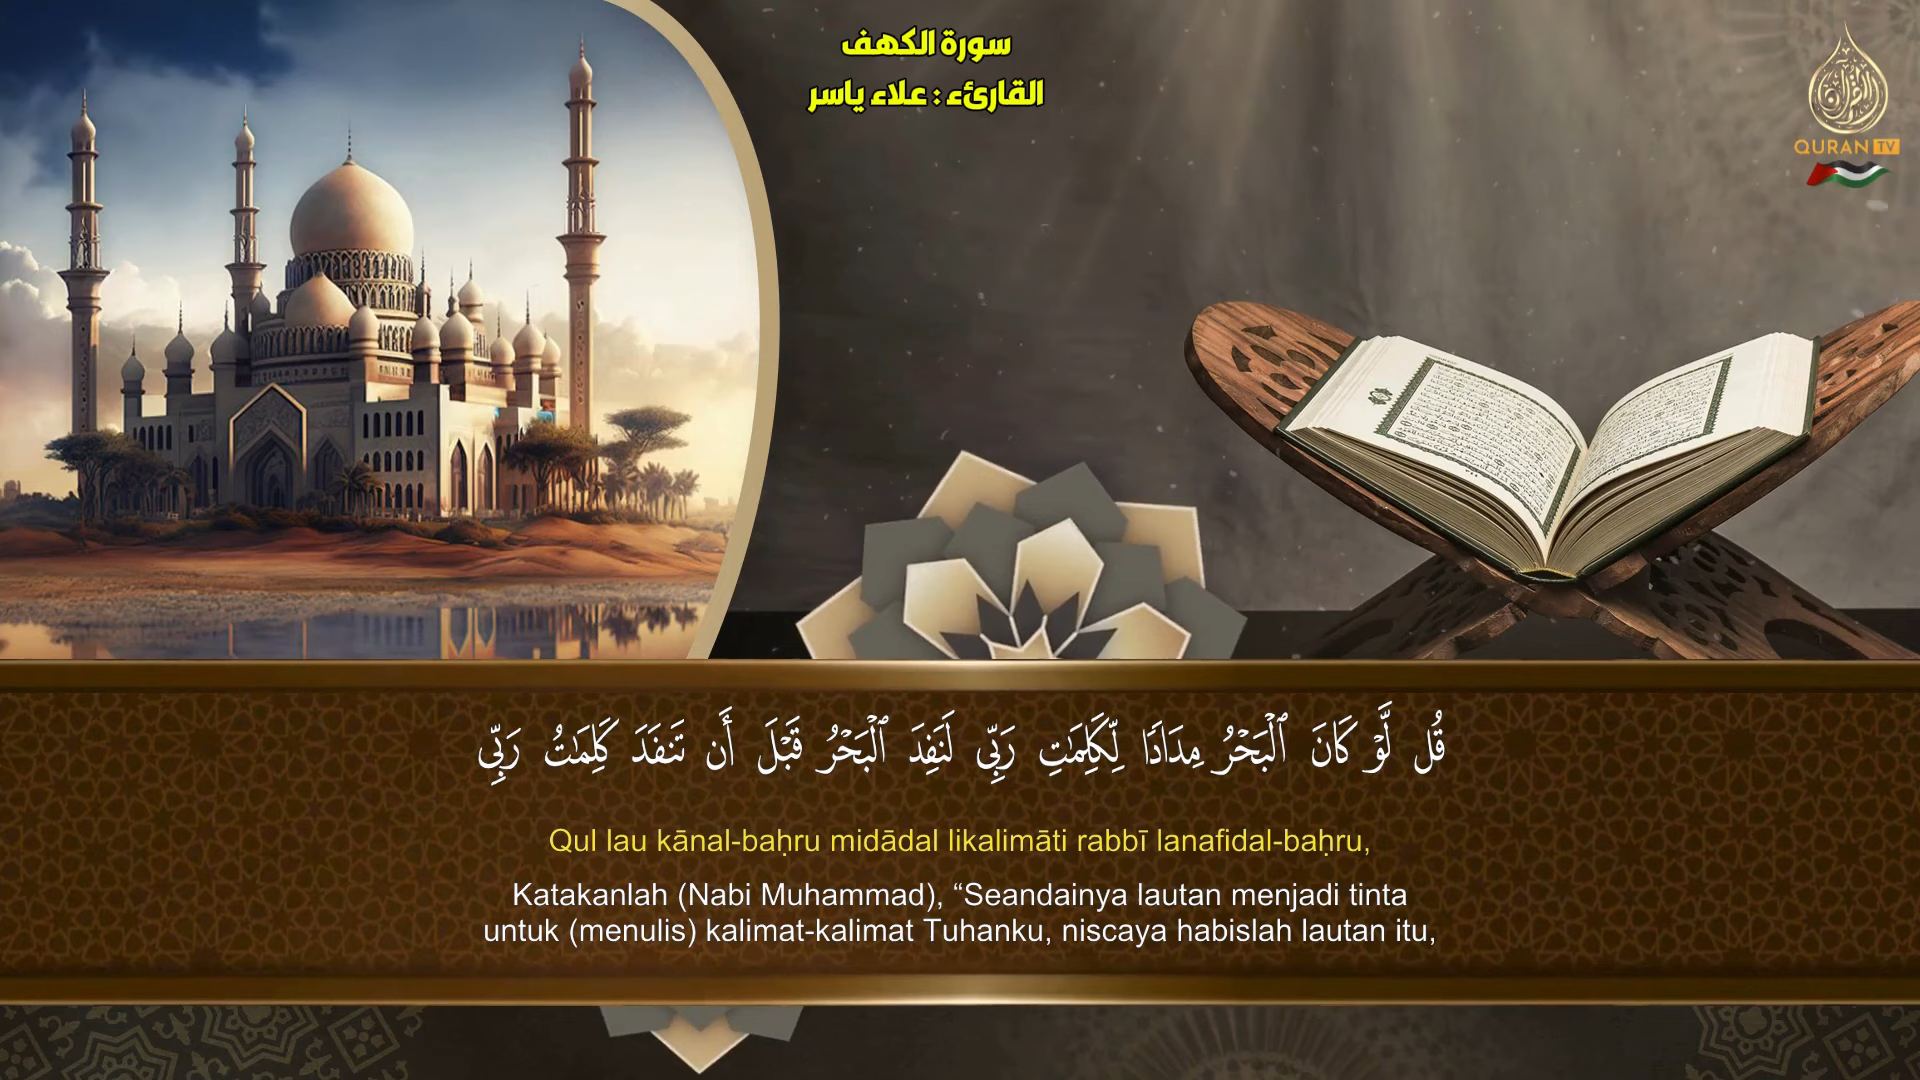 سورة الكهف
القارئء : علاء ياسر
QURAN TV
قُل لَّوْ كَانَ ٱلْبَحْرُ مِدَادًا لِّكَلِمَٰتِ رَبِّى لَنَفِدَ ٱلْبَحْرُ قَبْلَ أَن تَنفَدَ كَلِمَٰتُ رَبِّى
Qul lau kānal-baḥru midādal likalimāti rabbī lanafidal-baḥru,
Katakanlah (Nabi Muhammad), “Seandainya lautan menjadi tinta
untuk (menulis) kalimat-kalimat Tuhanku, niscaya habislah lautan itu,